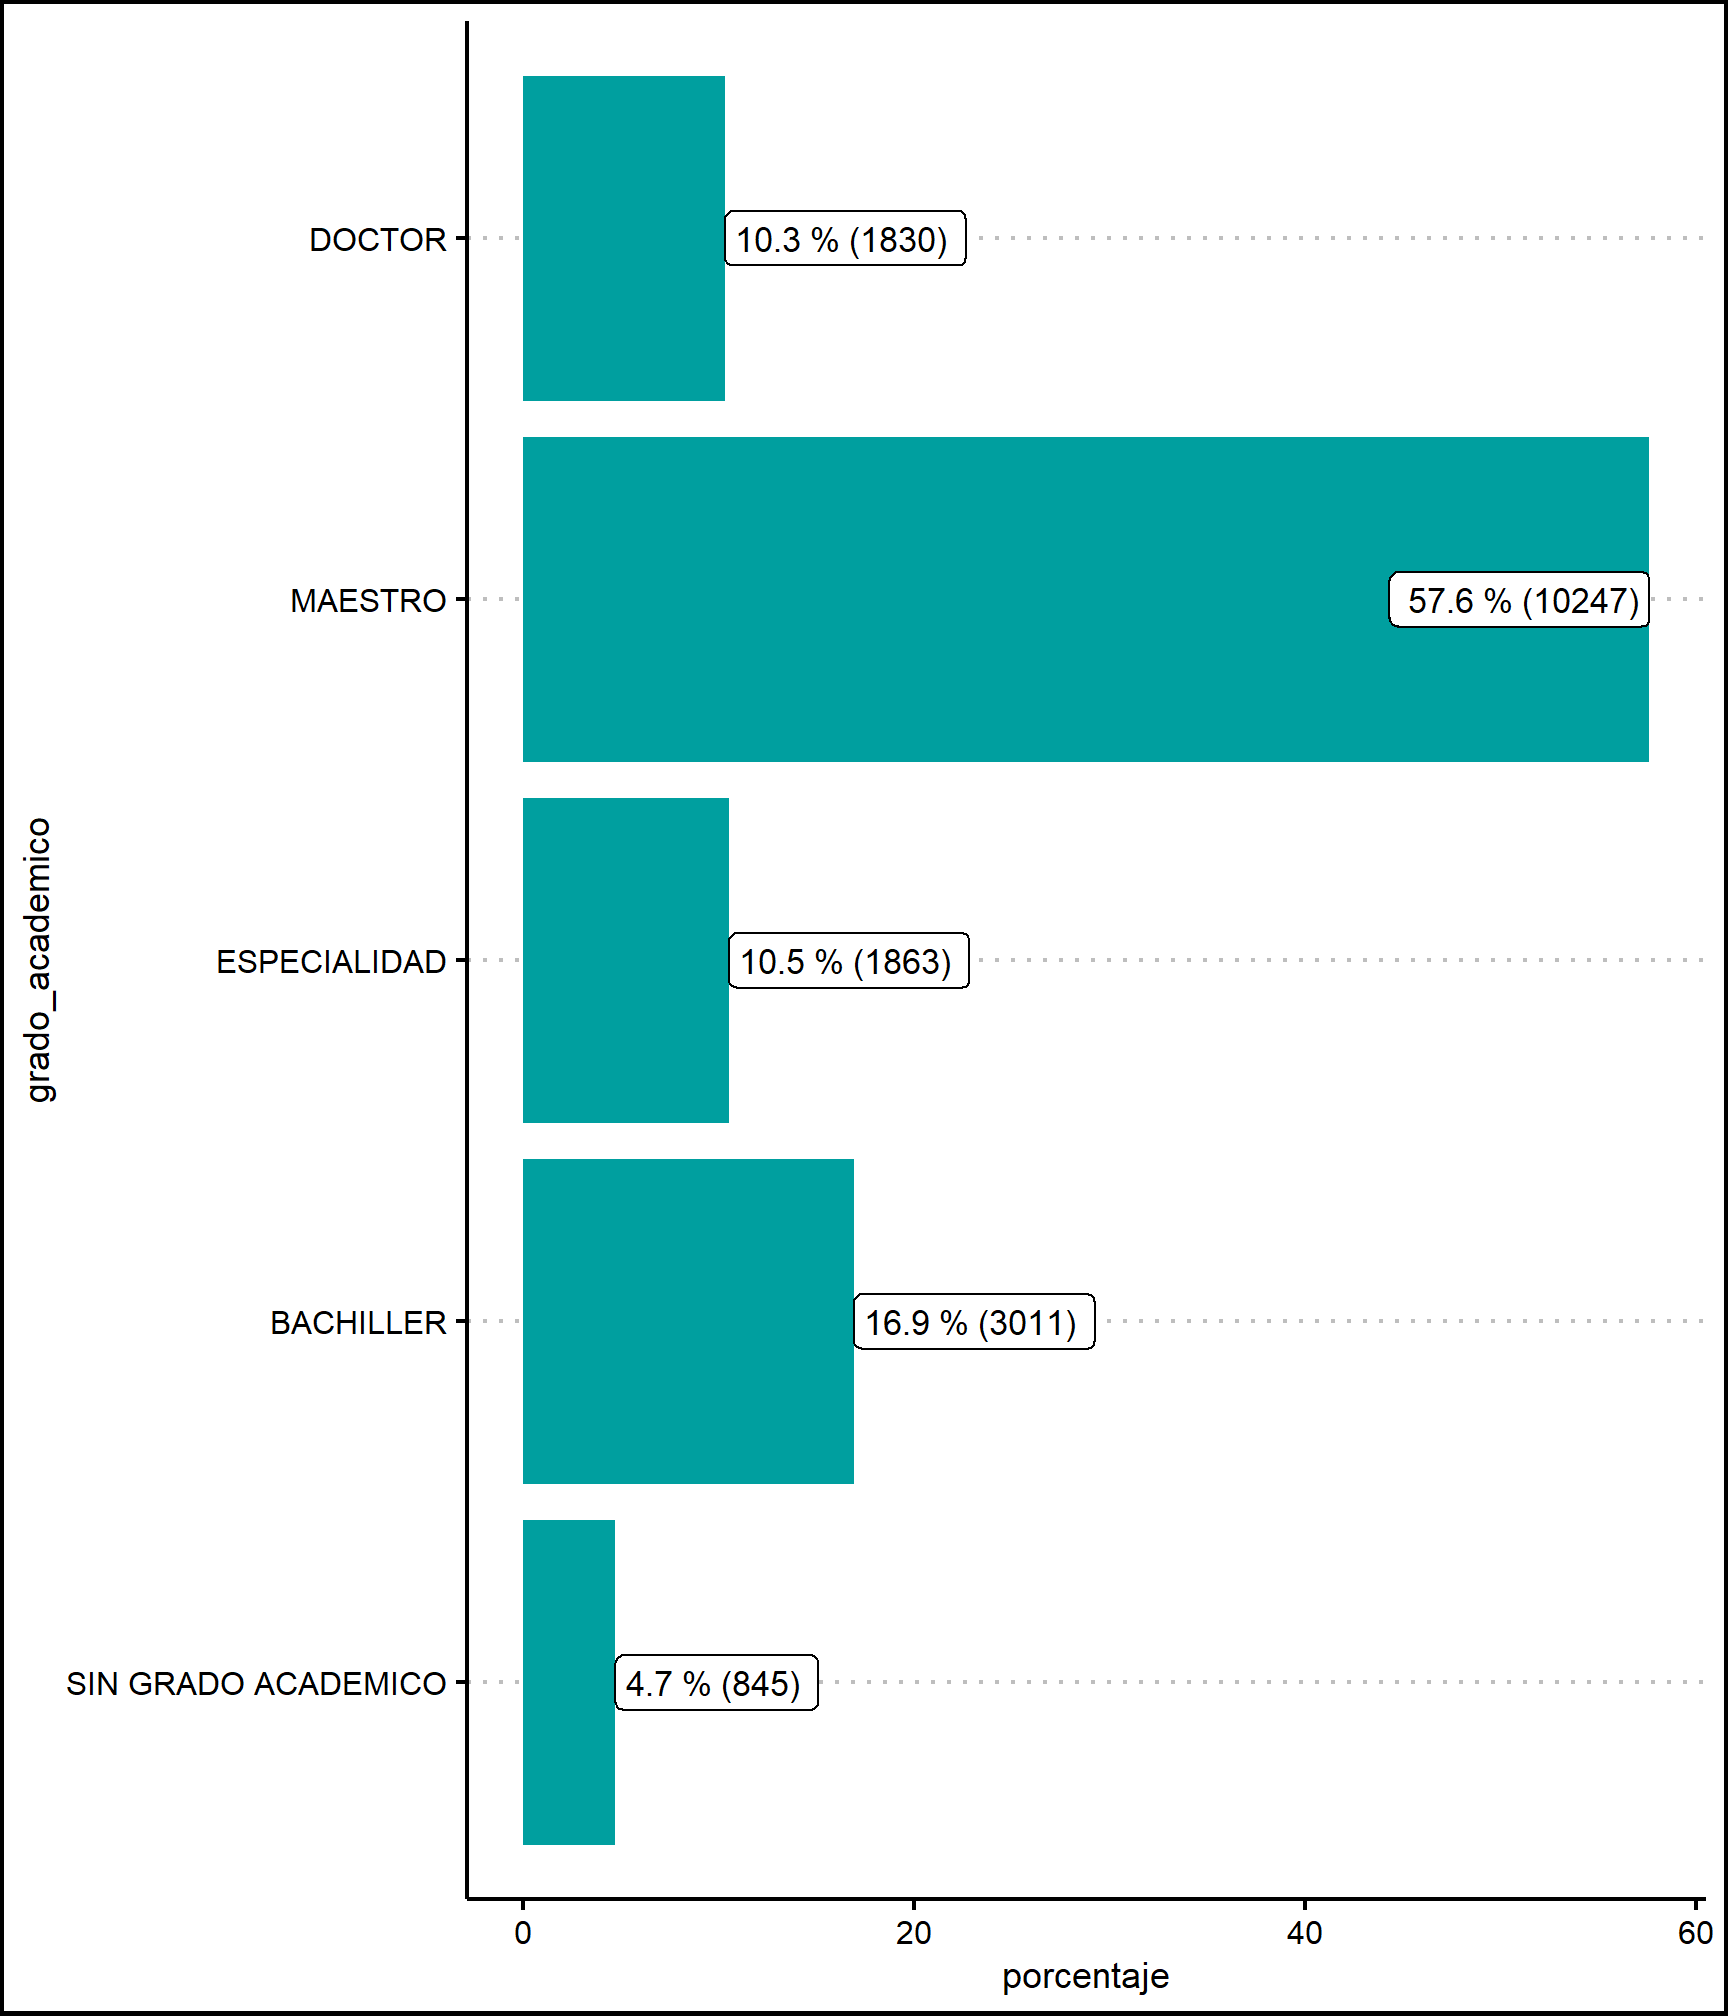 DOCTOR
10.3 % (1830)
MAESTRO
57.6 % (10247)
grado_academico
ESPECIALIDAD
10.5 % (1863)
BACHILLER
16.9 % (3011)
SIN GRADO ACADEMICO
4.7 % (845)
0 20 40 60
porcentaje